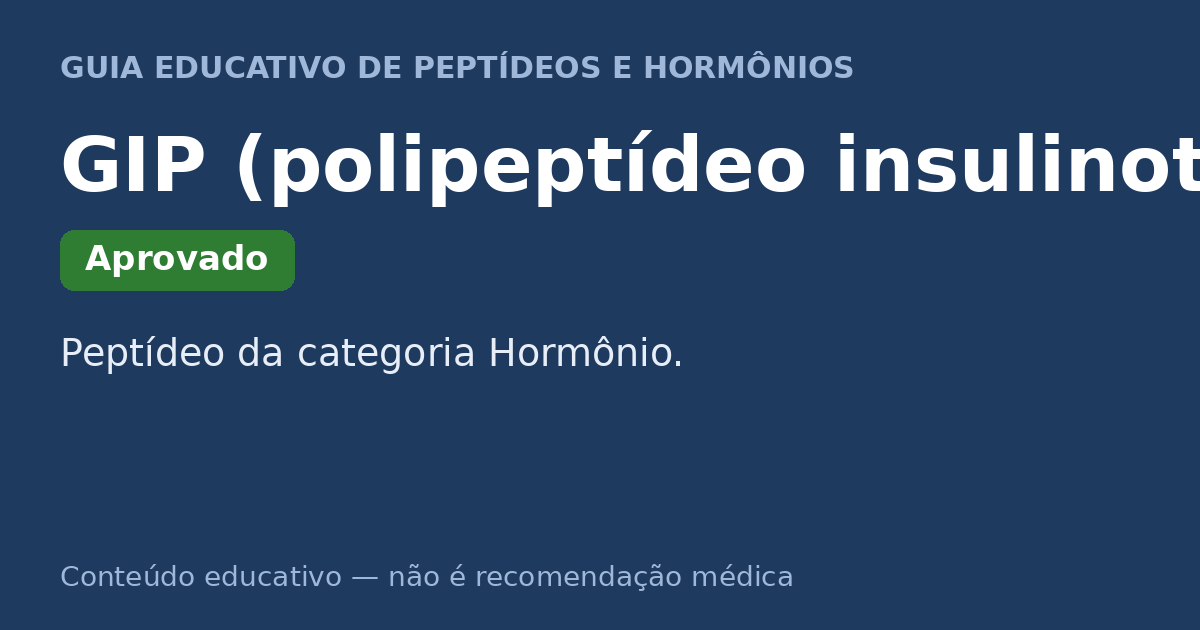 GUIA EDUCATIVO DE PEPTÍDEOS E HORMÔNIOS
GIP (polipeptídeo insulinot
Aprovado
Peptídeo da categoria Hormônio.
Conteúdo educativo — não é recomendação médica